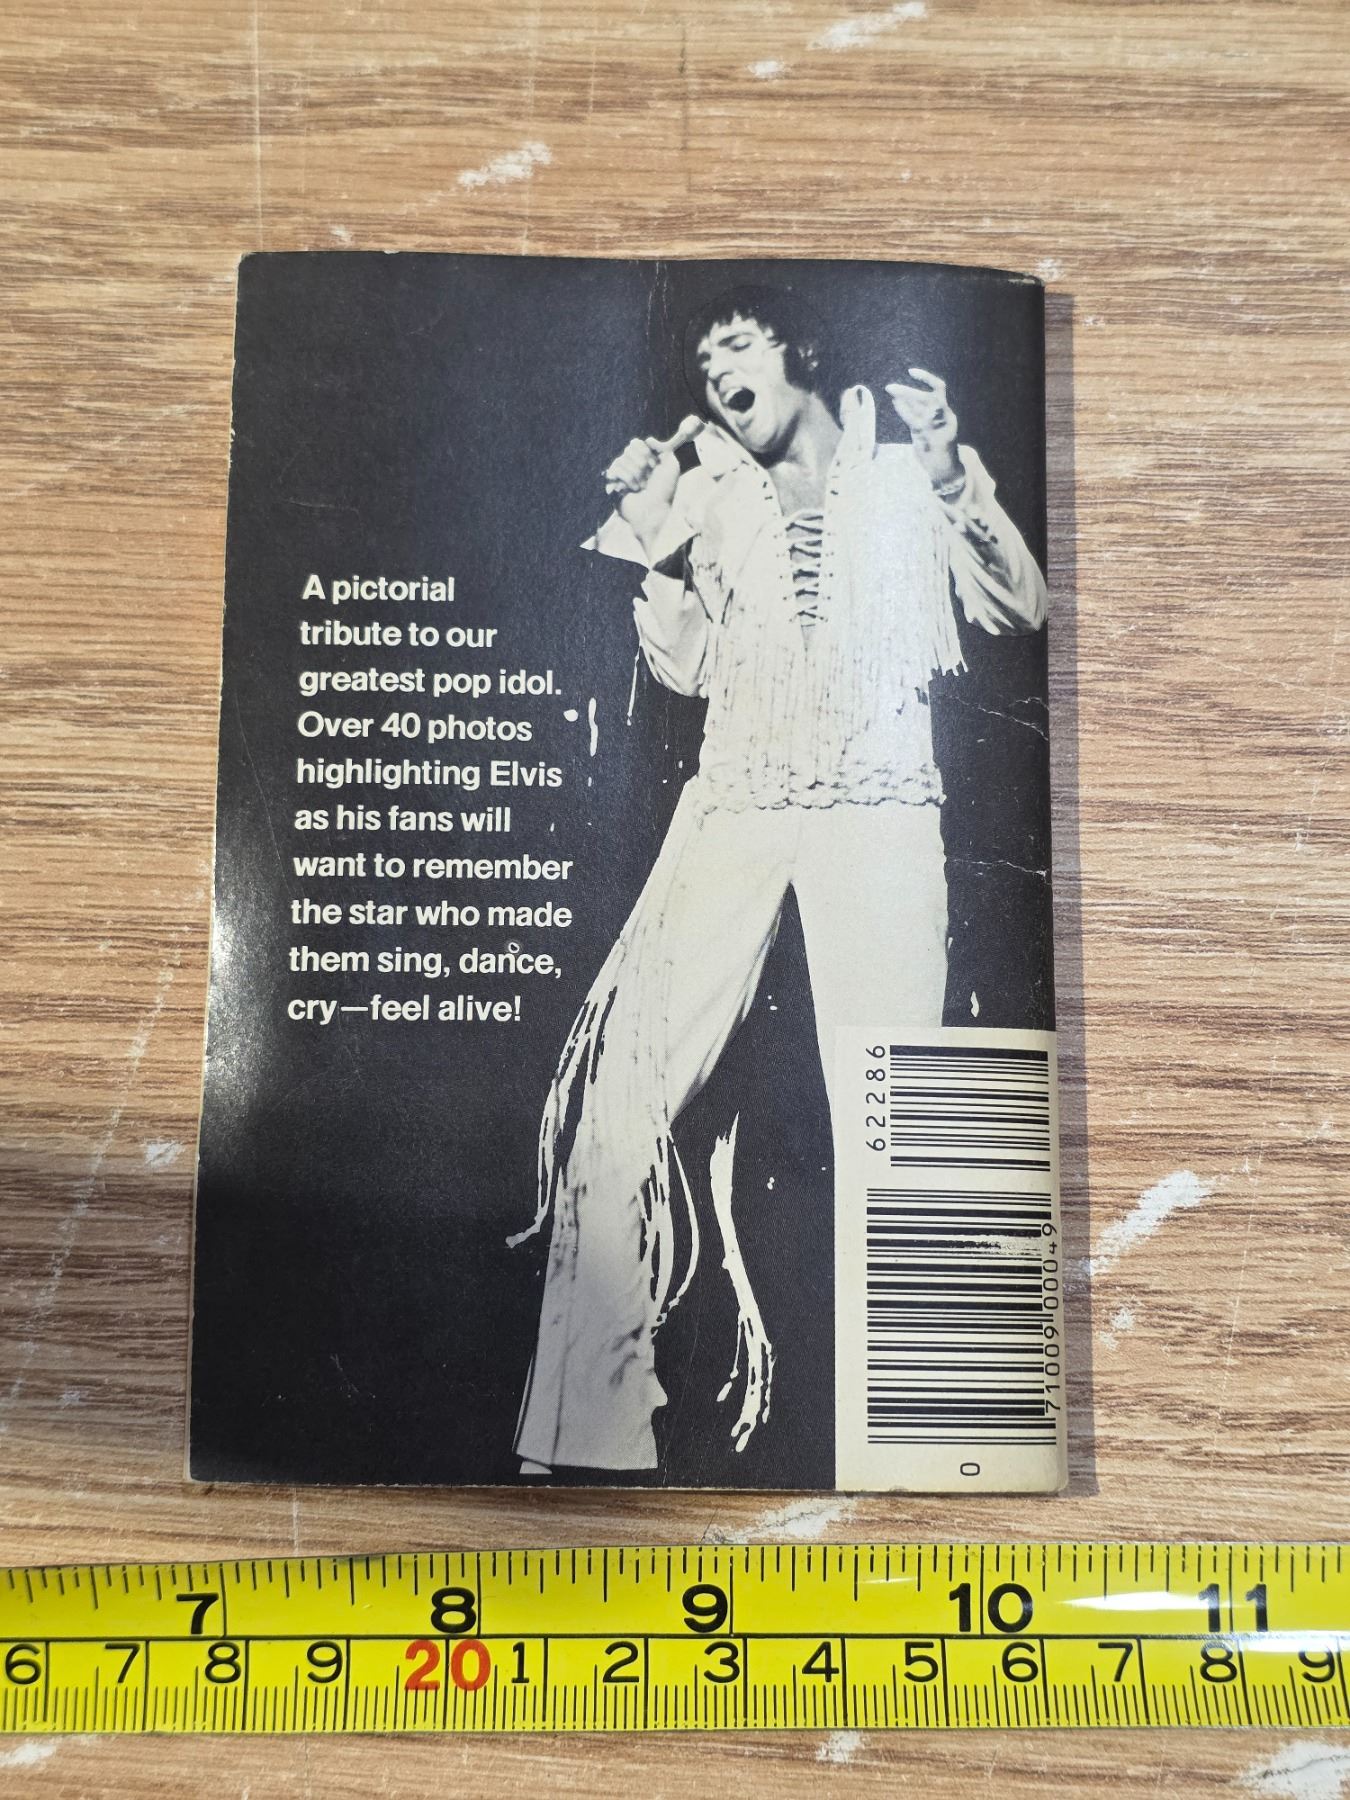 A pictorial
tribute to our
greatest pop idol.
Over 40 photos
highlighting Elvis
as his fans will
want to remember
the star who made
them sing, dance,
cry—feel alive!
62286
71009 00049
0
7 8 9 10 11
6 7 8 9 20 1 2 3 4 5 6 7 8 9